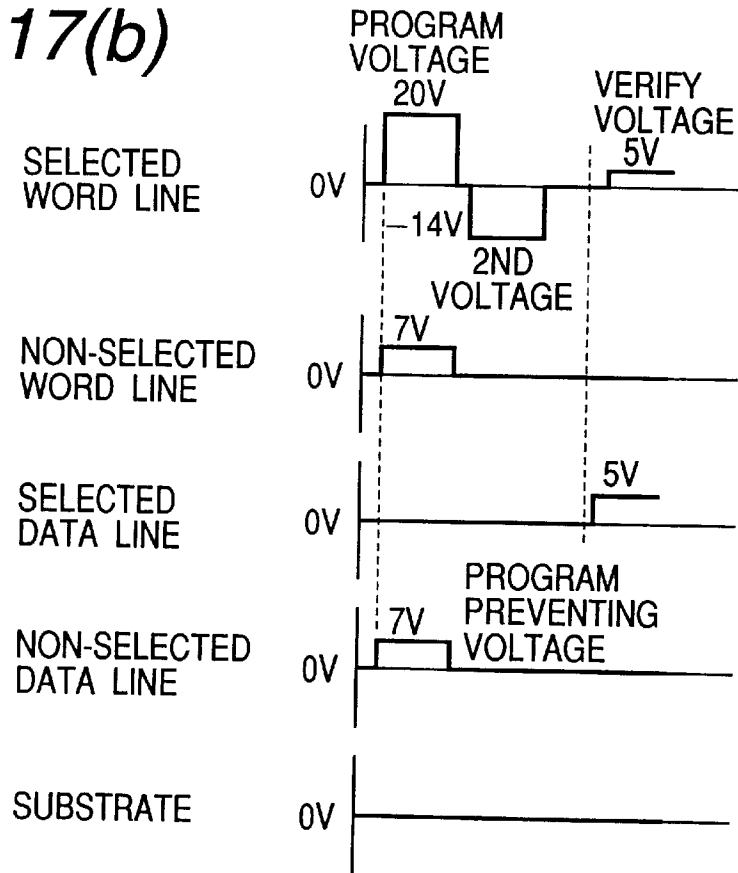 17(b)
PROGRAM
VOLTAGE
20V
VERIFY
VOLTAGE
5V
SELECTED
WORD LINE
0V
–14V
2ND
VOLTAGE
NON-SELECTED
WORD LINE
0V
7V
SELECTED
DATA LINE
0V
5V
NON-SELECTED
DATA LINE
0V
7V
PROGRAM
PREVENTING
VOLTAGE
SUBSTRATE
0V